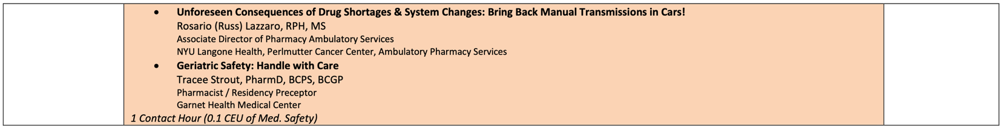 • Unforeseen Consequences of Drug Shortages & System Changes: Bring Back Manual Transmissions in Cars!
Rosario (Russ) Lazzaro, RPH, MS
Associate Director of Pharmacy Ambulatory Services
NYU Langone Health, Perlmutter Cancer Center, Ambulatory Pharmacy Services
• Geriatric Safety: Handle with Care
Tracee Strout, PharmD, BCPS, BCGP
Pharmacist / Residency Preceptor
Garnet Health Medical Center
1 Contact Hour (0.1 CEU of Med. Safety)